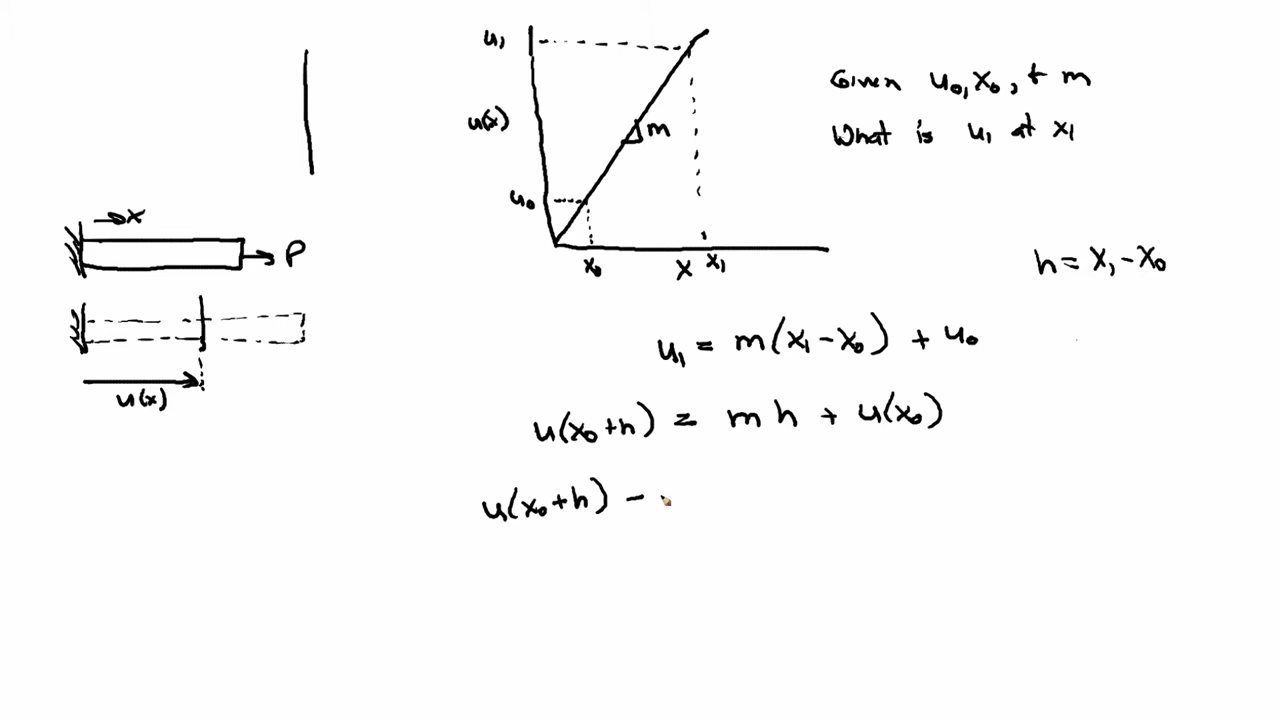 u₁
u(x)
m
u₀
x₀
x
x₁
Given u₀, x₀, + m
What is u₁ at x₁
→x
P
u(x)
h = x₁ - x₀
u₁ = m(x₁ - x₀) + u₀
u(x₀+h) = m h + u(x₀)
u(x₀+h) -